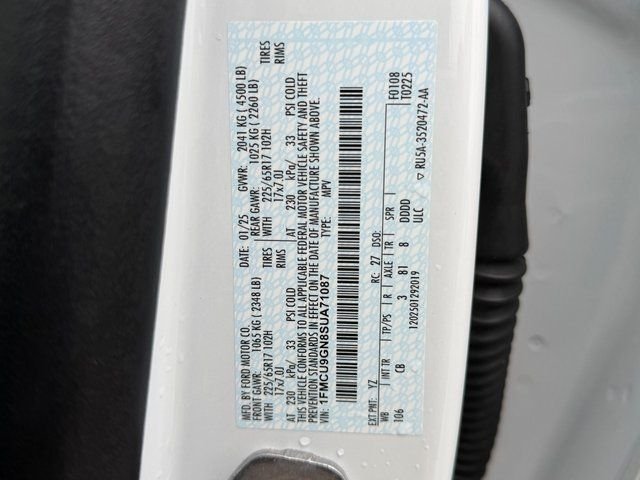 MFD. BY FORD MOTOR CO.
DATE: 01/25 GVWR: 2041 KG ( 4500 LB)
FRONT GAWR: 1065 KG ( 2348 LB) REAR GAWR: 1025 KG ( 2260 LB)
WITH 225/65R17 102H TIRES WITH 225/65R17 102H TIRES
17x7.0J RIMS 17x7.0J RIMS
AT 230 kPa/ 33 PSI COLD AT 230 kPa/ 33 PSI COLD
THIS VEHICLE CONFORMS TO ALL APPLICABLE FEDERAL MOTOR VEHICLE SAFETY AND THEFT
PREVENTION STANDARDS IN EFFECT ON THE DATE OF MANUFACTURE SHOWN ABOVE.
VIN: 1FMCU9GN8SUA71087 TYPE: MPV
F0108
T0225
EXT PNT: YZ RC: 27 DSO:
WB INT TR TP/PS R AXLE TR SPR
106 CB 3 81 8 DDDD
ULC
1202501292019 RU5A-3520472-AA